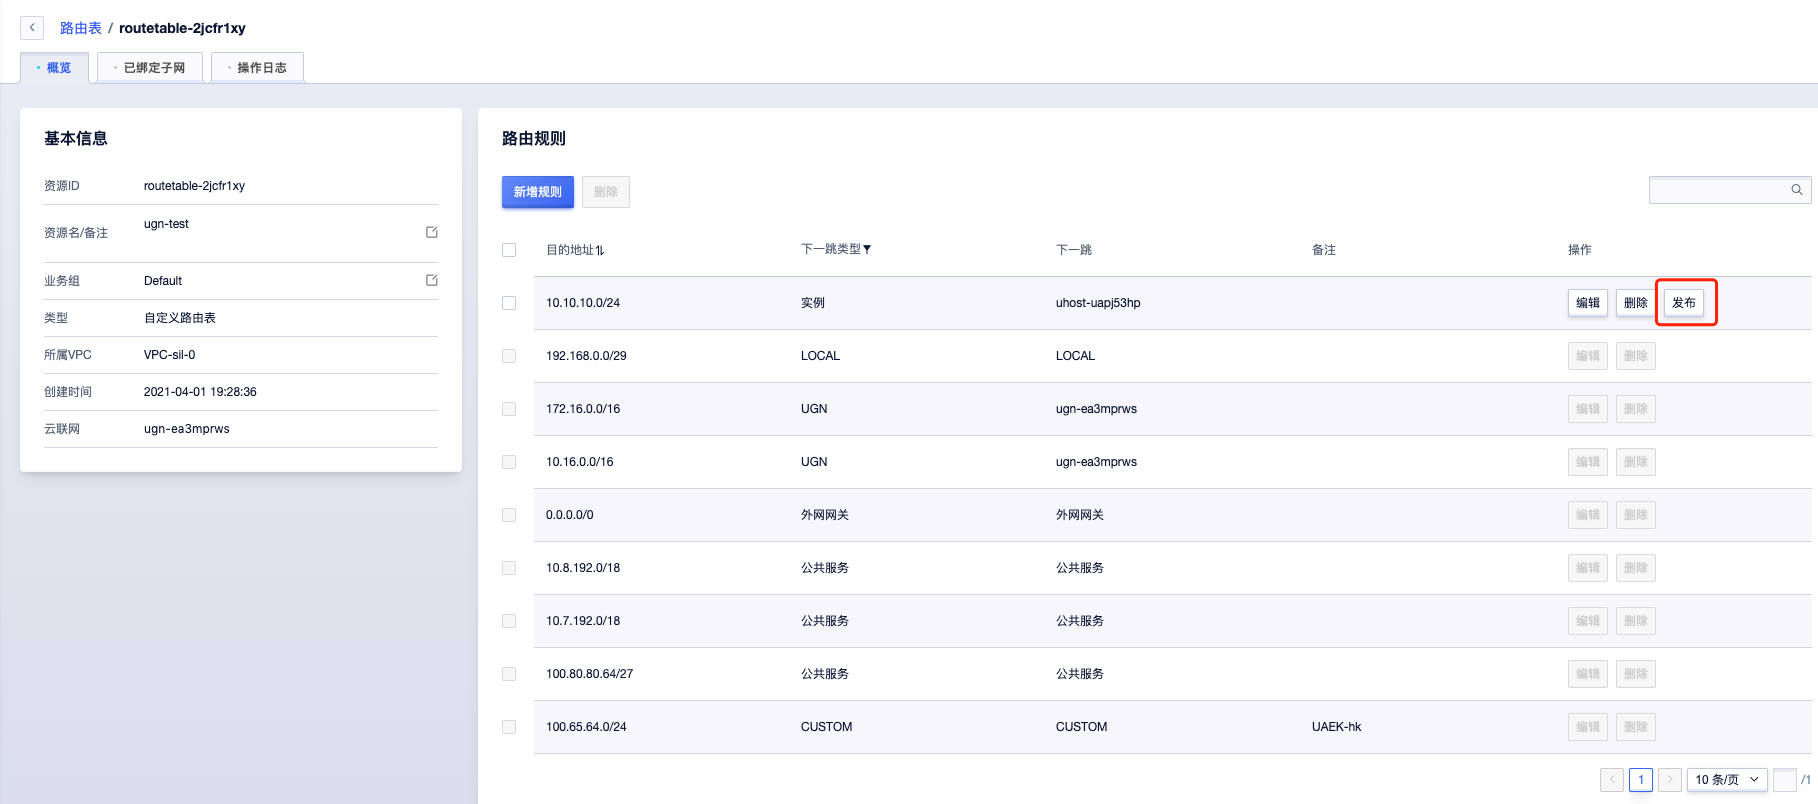 路由表 / routetable-2jcfr1xy
概览 已绑定子网 操作日志
基本信息
资源ID routetable-2jcfr1xy
资源名/备注 ugn-test
业务组 Default
类型 自定义路由表
所属VPC VPC-sil-0
创建时间 2021-04-01 19:28:36
云联网 ugn-ea3mprws
路由规则
新增规则 删除
目的地址 下一跳类型 下一跳 备注 操作
10.10.10.0/24 实例 uhost-uapj53hp 编辑 删除 发布
192.168.0.0/29 LOCAL LOCAL 编辑 删除
172.16.0.0/16 UGN ugn-ea3mprws 编辑 删除
10.16.0.0/16 UGN ugn-ea3mprws 编辑 删除
0.0.0.0/0 外网网关 外网网关 编辑 删除
10.8.192.0/18 公共服务 公共服务 编辑 删除
10.7.192.0/18 公共服务 公共服务 编辑 删除
100.80.80.64/27 公共服务 公共服务 编辑 删除
100.65.64.0/24 CUSTOM CUSTOM UAEK-hk 编辑 删除
1 10 条/页 /1